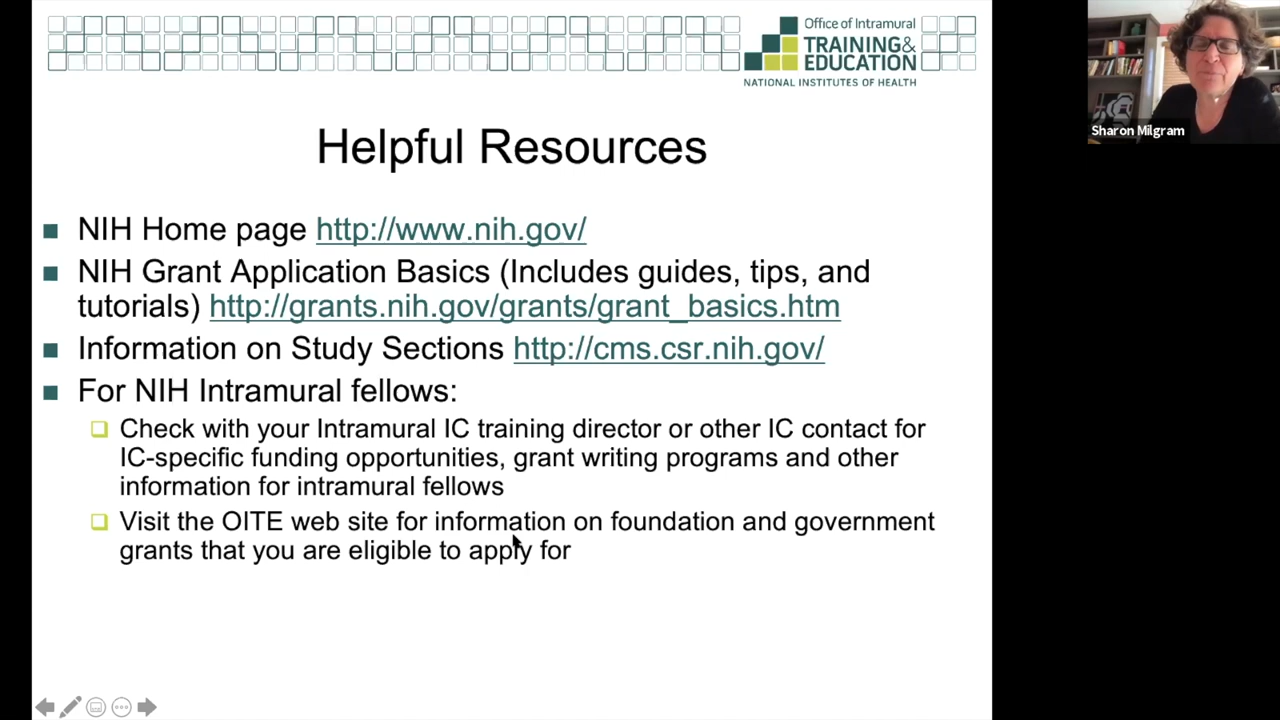 Office of Intramural
TRAINING&
EDUCATION
NATIONAL INSTITUTES OF HEALTH
Sharon Milgram
Helpful Resources
NIH Home page http://www.nih.gov/
NIH Grant Application Basics (Includes guides, tips, and
tutorials) http://grants.nih.gov/grants/grant_basics.htm
Information on Study Sections http://cms.csr.nih.gov/
For NIH Intramural fellows:
Check with your Intramural IC training director or other IC contact for
IC-specific funding opportunities, grant writing programs and other
information for intramural fellows
Visit the OITE web site for information on foundation and government
grants that you are eligible to apply for